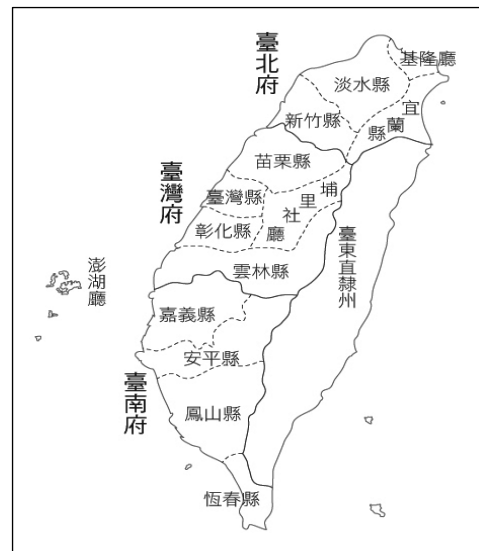 臺北府
基隆廳
淡水縣
宜蘭縣
新竹縣
苗栗縣
臺灣府
臺灣縣
埔里社廳
彰化縣
雲林縣
臺東直隸州
澎湖廳
嘉義縣
安平縣
臺南府
鳳山縣
恆春縣